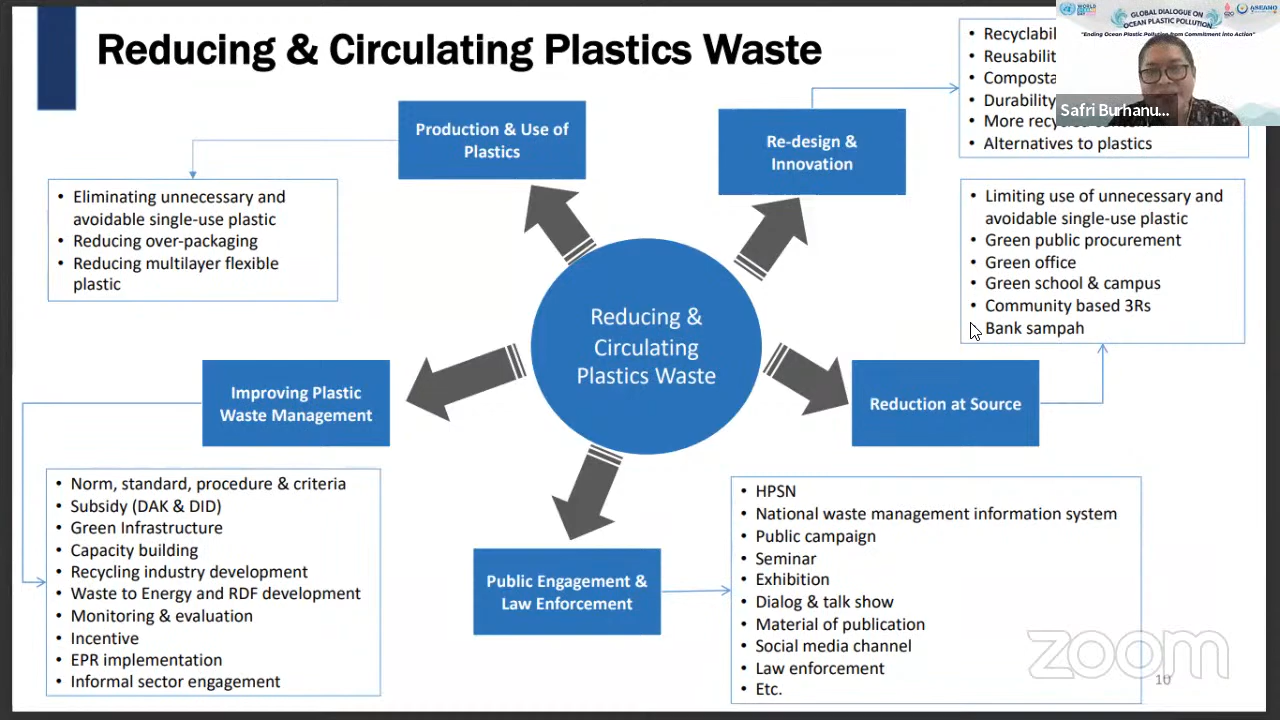 Reducing & Circulating Plastics Waste
GLOBAL DIALOGUE ON
OCEAN PLASTIC POLLUTION
"Ending Ocean Plastic Pollution from Commitment into Action"
Safri Burhanu...
Production & Use of
Plastics
• Eliminating unnecessary and
avoidable single-use plastic
• Reducing over-packaging
• Reducing multilayer flexible
plastic
Re-design &
Innovation
•
•
• 
• Durability
• More
• Alternatives to plastics
• Limiting use of unnecessary and
avoidable single-use plastic
• Green public procurement
• Green office
• Green school & campus
• Community based 3Rs
Bank sampah
Reducing &
Circulating
Plastics Waste
Improving Plastic
Waste Management
Reduction at Source
• Norm, standard, procedure & criteria
• Subsidy (DAK & DID)
• Green Infrastructure
• Capacity building
• Recycling industry development
• Waste to Energy and RDF development
• Monitoring & evaluation
• Incentive
• EPR implementation
• Informal sector engagement
Public Engagement &
Law Enforcement
• HPSN
• National waste management information system
• Public campaign
• Seminar
• Exhibition
• Dialog & talk show
• Material of publication
• Social media channel
• Law enforcement
• Etc.
zoom
10